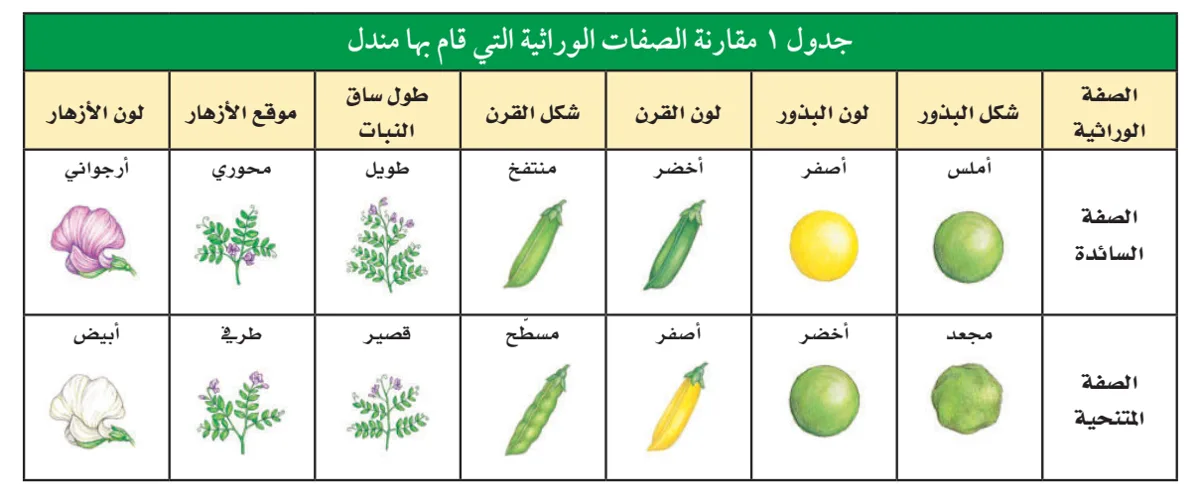 جدول ١ مقارنة الصفات الوراثية التي قام بها مندل
الصفة الوراثية شكل البذور لون البذور لون القرن شكل القرن طول ساق النبات موقع الأزهار لون الأزهار
الصفة السائدة أملس أصفر أخضر منتفخ طويل محوري أرجواني
الصفة المتنحية مجعد أخضر أصفر مسطّح قصير طرفي أبيض